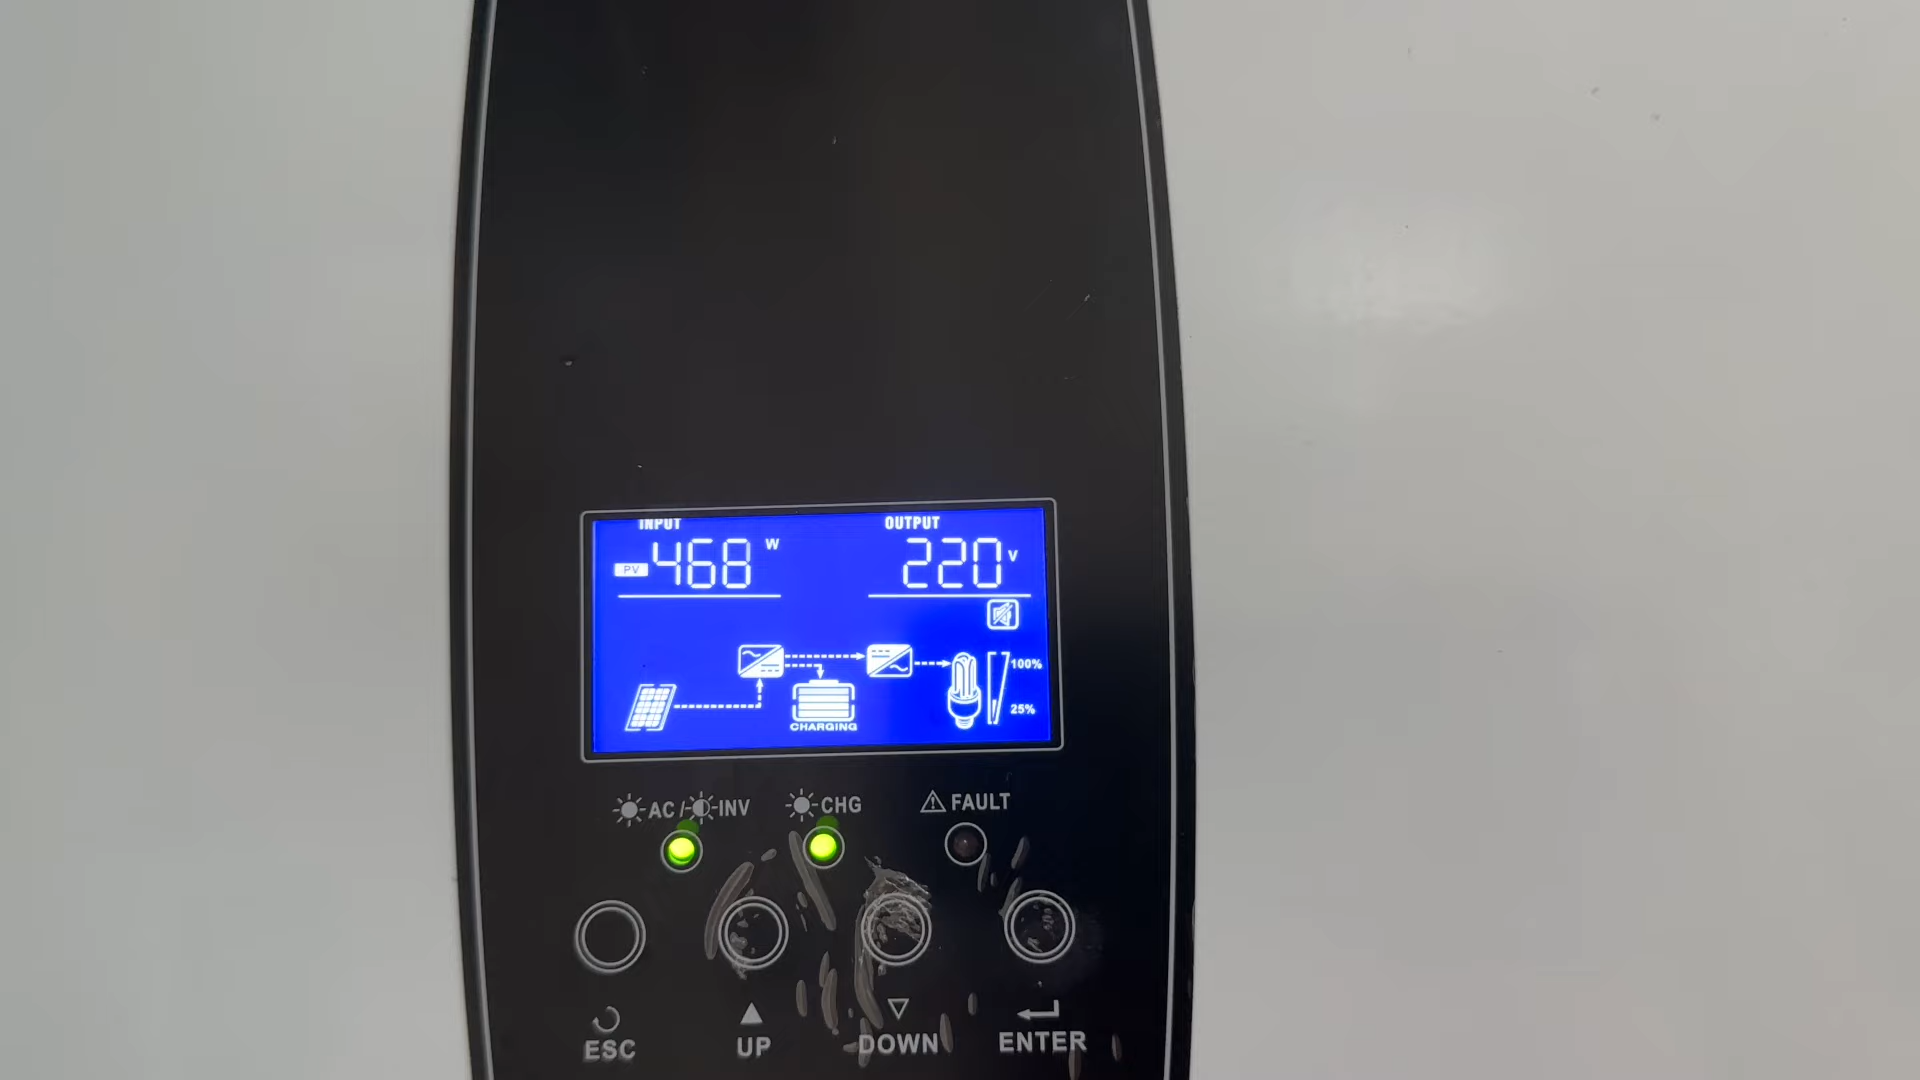 INPUT OUTPUT
PV 468 W 220 V
100%
25%
CHARGING
AC / INV CHG FAULT
ESC UP DOWN ENTER